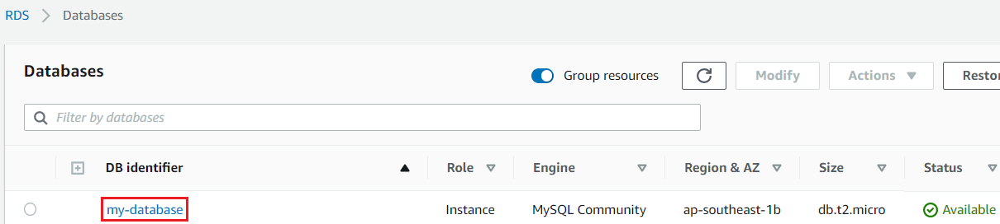 RDS > Databases
Databases
Group resources
Modify
Actions
Restor
Filter by databases
DB identifier Role Engine Region & AZ Size Status
my-database Instance MySQL Community ap-southeast-1b db.t2.micro Available